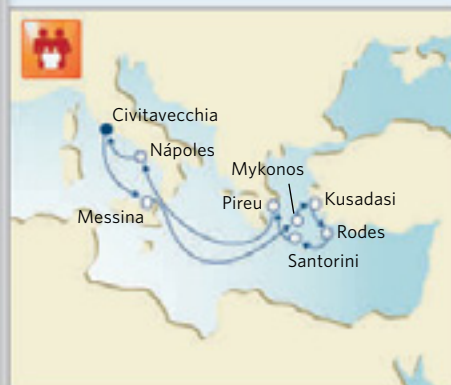 Civitavecchia
Nápoles
Mykonos
Pireu
Kusadasi
Messina
Rodes
Santorini